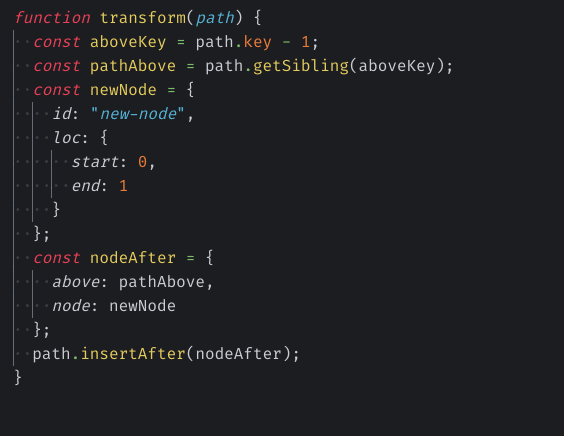 function transform(path) {
  const aboveKey = path.key - 1;
  const pathAbove = path.getSibling(aboveKey);
  const newNode = {
    id: "new-node",
    loc: {
      start: 0,
      end: 1
    }
  };
  const nodeAfter = {
    above: pathAbove,
    node: newNode
  };
  path.insertAfter(nodeAfter);
}